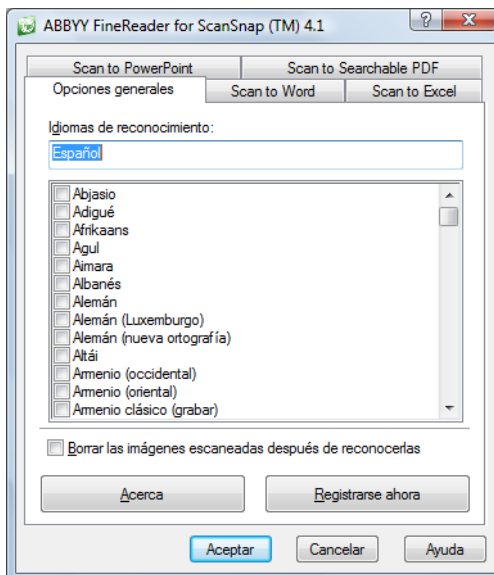 ABBYY FineReader for ScanSnap (TM) 4.1
Scan to PowerPoint
Scan to Searchable PDF
Opciones generales
Scan to Word
Scan to Excel
Idiomas de reconocimiento:
Español
Abjasio
Adigué
Afrikaans
Agul
Aimara
Albanés
Alemán
Alemán (Luxemburgo)
Alemán (nueva ortografía)
Altái
Armenio (occidental)
Armenio (oriental)
Armenio clásico (grabar)
Borrar las imágenes escaneadas después de reconocerlas
Acerca
Registrarse ahora
Aceptar
Cancelar
Ayuda